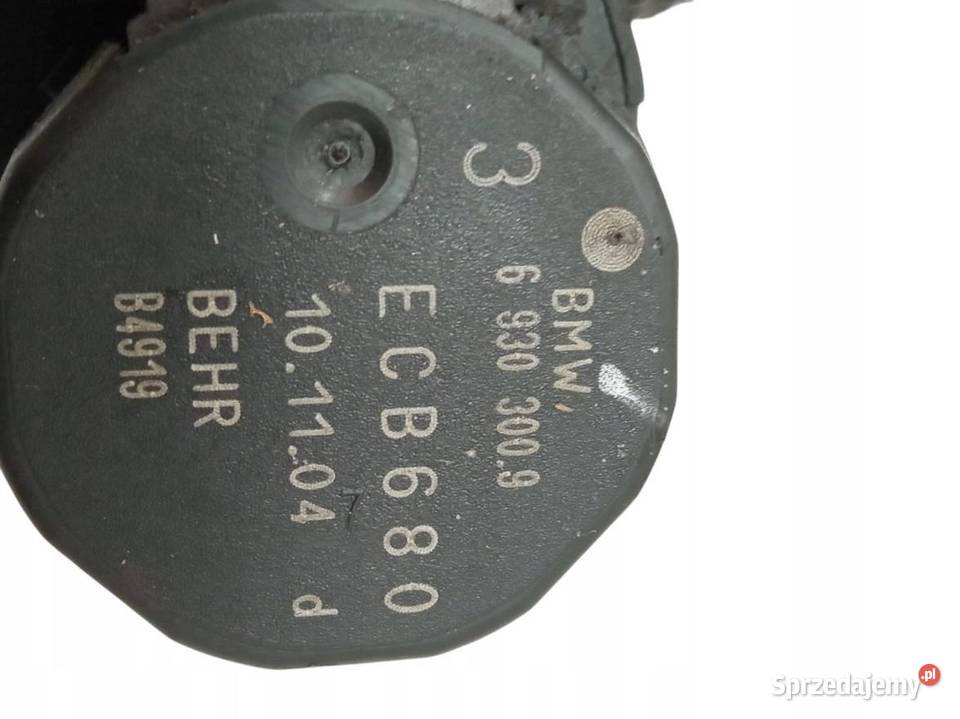 3
BMW
6 930 300.9
ECB680
10.11.04 d
BEHR
B4919
Sprzedajemy.pl